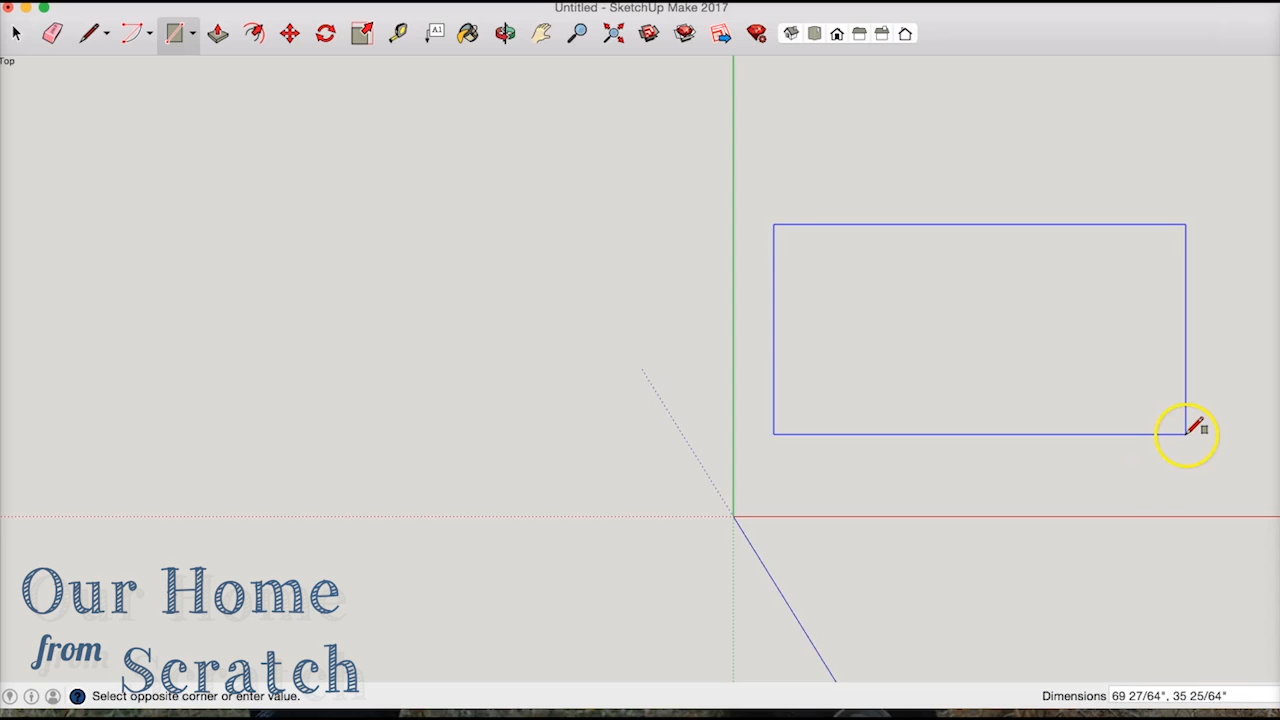 Untitled - SketchUp Make 2017
A1
Top
Our Home
from
Scratch
Select opposite corner or enter value.
Dimensions 69 27/64", 35 25/64"